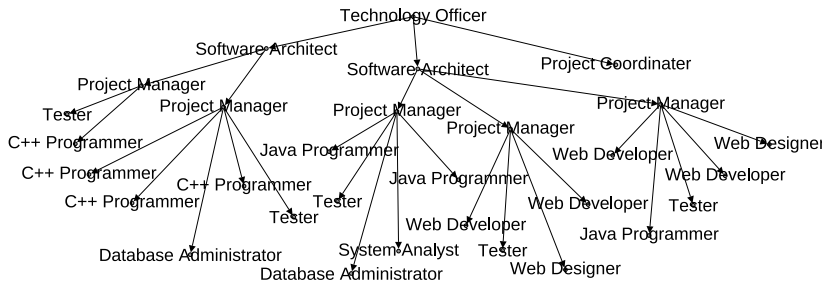 Technology Officer
Software Architect
Software Architect
Project Coordinater
Project Manager
Project Manager
Project Manager
Project Manager
Project Manager
Tester
C++ Programmer
C++ Programmer
C++ Programmer
C++ Programmer
Tester
Database Administrator
Java Programmer
Tester
Java Programmer
System Analyst
Database Administrator
Web Developer
Tester
Web Designer
Web Developer
Web Developer
Java Programmer
Tester
Web Developer
Web Designer